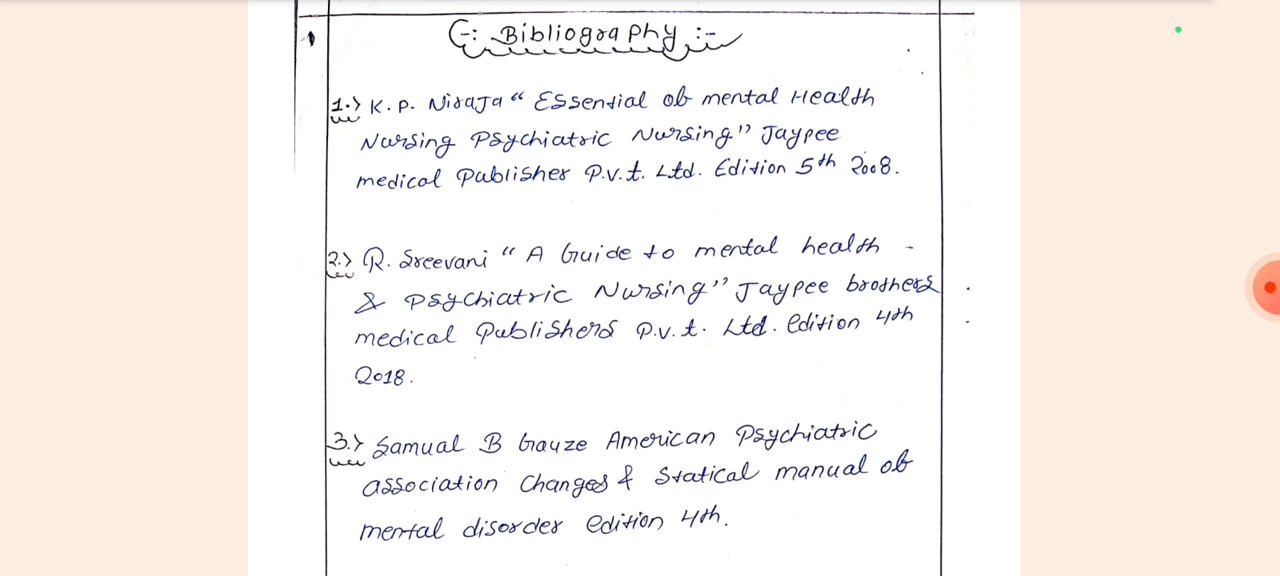 :- Bibliography :-
1.> K. P. Niraja “ Essential of mental Health
Nursing Psychiatric Nursing” Jaypee
medical Publisher P.v.t. Ltd. Edition 5th 2008.
2.> R. Sreevani “ A Guide to mental health -
& Psychiatric Nursing” Jaypee brothers
medical Publishers P.v.t. Ltd. Edition 4th
2018.
3.> Samual B Gauze American Psychiatric
association Changes & Statical manual of
mental disorder edition 4th.